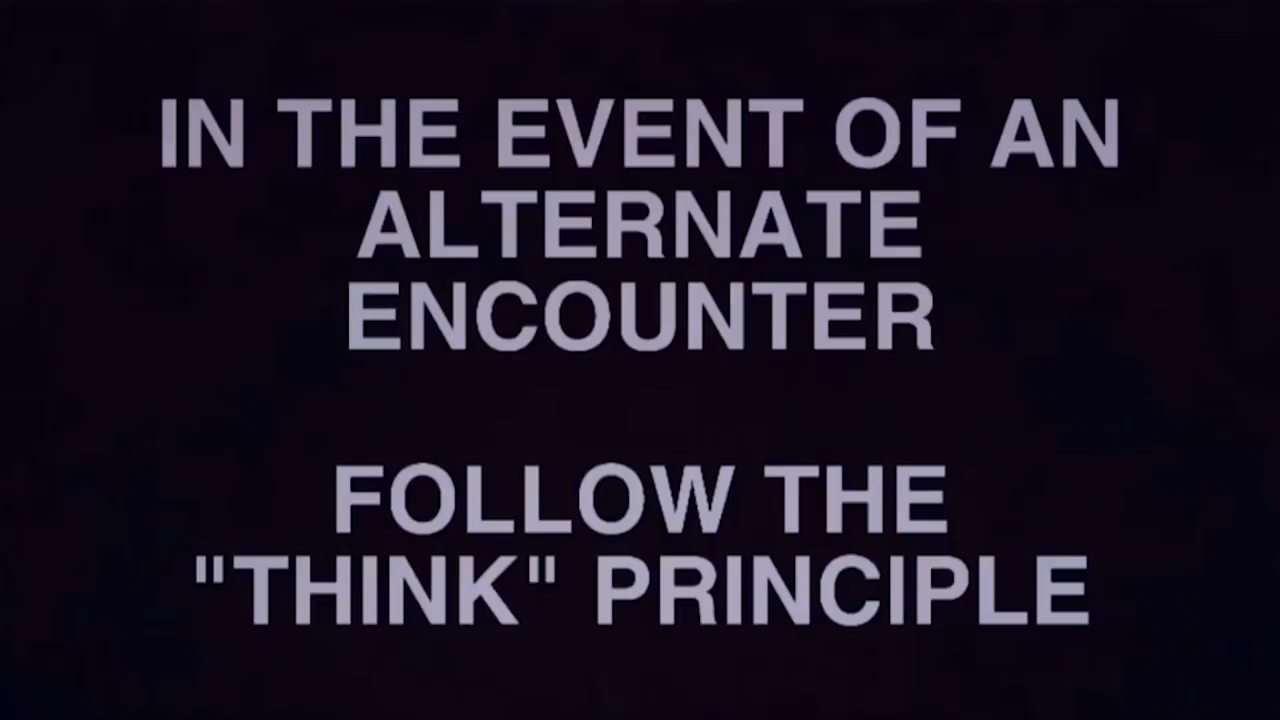 IN THE EVENT OF AN
ALTERNATE
ENCOUNTER
FOLLOW THE
"THINK" PRINCIPLE